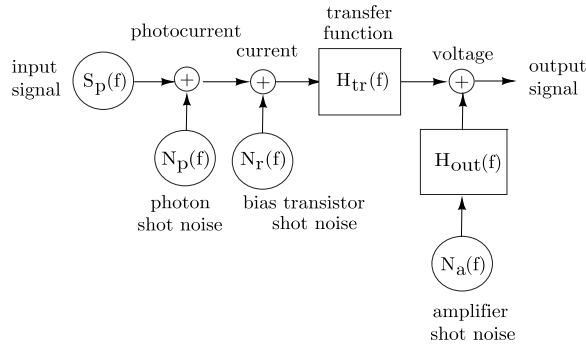 transfer
function
photocurrent
current
voltage
input
signal
S_p(f)
+
+
H_tr(f)
+
output
signal
N_p(f)
N_r(f)
H_out(f)
photon
shot noise
bias transistor
shot noise
N_a(f)
amplifier
shot noise